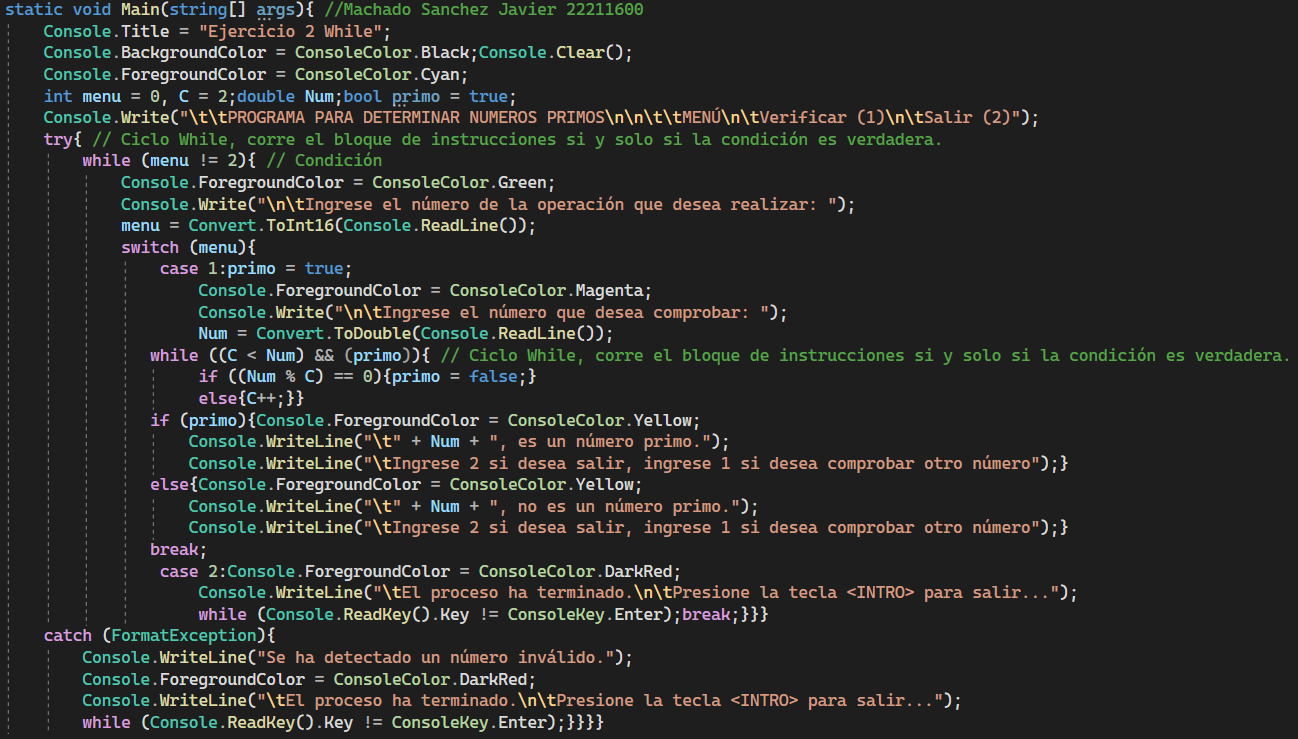 static void Main(string[] args){ //Machado Sanchez Javier 22211600
Console.Title = "Ejercicio 2 While";
Console.BackgroundColor = ConsoleColor.Black;Console.Clear();
Console.ForegroundColor = ConsoleColor.Cyan;
int menu = 0, C = 2;double Num;bool primo = true;
Console.Write("\t\tPROGRAMA PARA DETERMINAR NUMEROS PRIMOS\n\n\t\tMENÚ\n\tVerificar (1)\n\tSalir (2)");
try{ // Ciclo While, corre el bloque de instrucciones si y solo si la condición es verdadera.
while (menu != 2){ // Condición
Console.ForegroundColor = ConsoleColor.Green;
Console.Write("\n\tIngrese el número de la operación que desea realizar: ");
menu = Convert.ToInt16(Console.ReadLine());
switch (menu){
case 1:primo = true;
Console.ForegroundColor = ConsoleColor.Magenta;
Console.Write("\n\tIngrese el número que desea comprobar: ");
Num = Convert.ToDouble(Console.ReadLine());
while ((C < Num) && (primo)){ // Ciclo While, corre el bloque de instrucciones si y solo si la condición es verdadera.
if ((Num % C) == 0){primo = false;}
else{C++;}}
if (primo){Console.ForegroundColor = ConsoleColor.Yellow;
Console.WriteLine("\t" + Num + ", es un número primo.");
Console.WriteLine("\tIngrese 2 si desea salir, ingrese 1 si desea comprobar otro número");}
else{Console.ForegroundColor = ConsoleColor.Yellow;
Console.WriteLine("\t" + Num + ", no es un número primo.");
Console.WriteLine("\tIngrese 2 si desea salir, ingrese 1 si desea comprobar otro número");}
break;
case 2:Console.ForegroundColor = ConsoleColor.DarkRed;
Console.WriteLine("\tEl proceso ha terminado.\n\tPresione la tecla <INTRO> para salir...");
while (Console.ReadKey().Key != ConsoleKey.Enter);break;}}}
catch (FormatException){
Console.WriteLine("Se ha detectado un número inválido.");
Console.ForegroundColor = ConsoleColor.DarkRed;
Console.WriteLine("\tEl proceso ha terminado.\n\tPresione la tecla <INTRO> para salir...");
while (Console.ReadKey().Key != ConsoleKey.Enter);}}}}